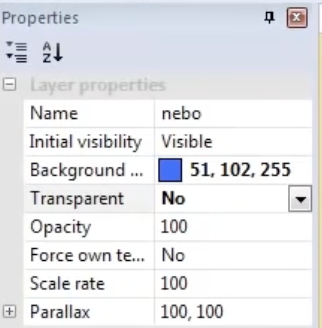 Properties
Layer properties
Name nebo
Initial visibility Visible
Background ... 51, 102, 255
Transparent No
Opacity 100
Force own te... No
Scale rate 100
Parallax 100, 100